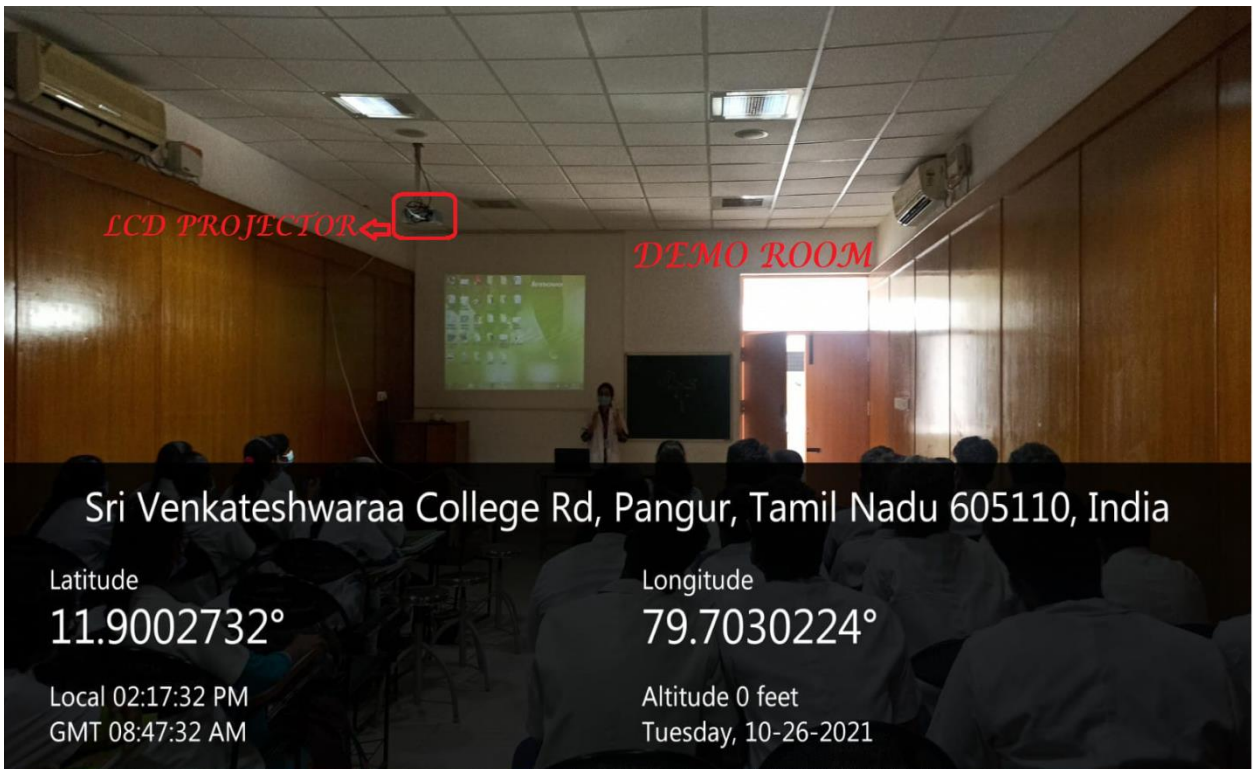 LCD PROJECTOR
DEMO ROOM
lenovo
Sri Venkateshwaraa College Rd, Pangur, Tamil Nadu 605110, India
Latitude
11.9002732°
Longitude
79.7030224°
Local 02:17:32 PM
GMT 08:47:32 AM
Altitude 0 feet
Tuesday, 10-26-2021